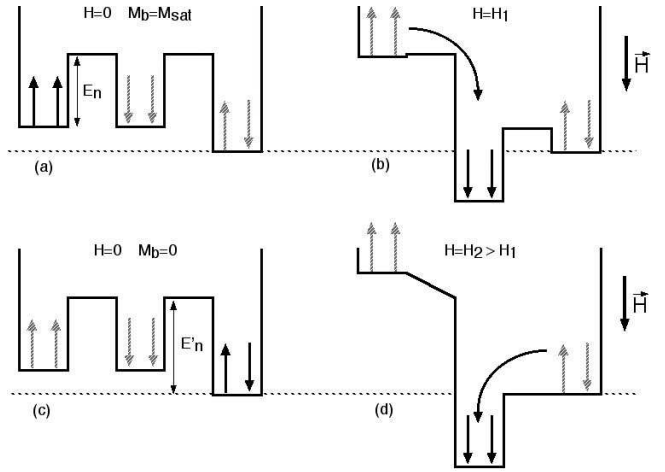 H=0 M_b=M_sat
E_n
(a)
H=H_1
H
(b)
H=0 M_b=0
E'_n
(c)
H=H_2 > H_1
H
(d)